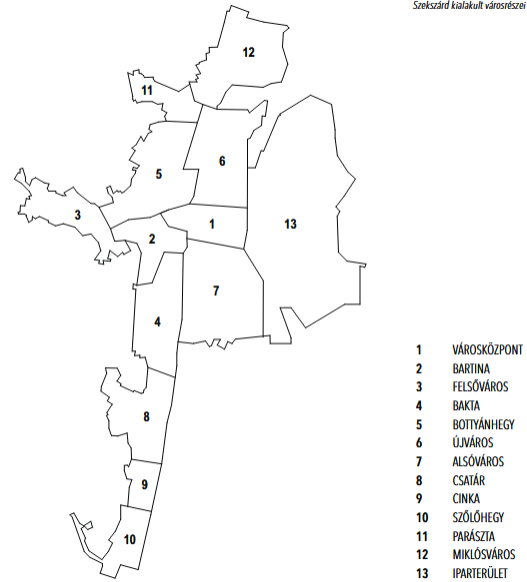 Szekszárd kialakult városrészei
12
11
6
5
3
1
13
2
7
4
8
9
10
1 VÁROSKÖZPONT
2 BARTINA
3 FELSŐVÁROS
4 BAKTA
5 BOTTYÁNHEGY
6 ÚJVÁROS
7 ALSÓVÁROS
8 CSATÁR
9 CINKA
10 SZŐLŐHEGY
11 PARÁSZTA
12 MIKLÓSVÁROS
13 IPARTERÜLET